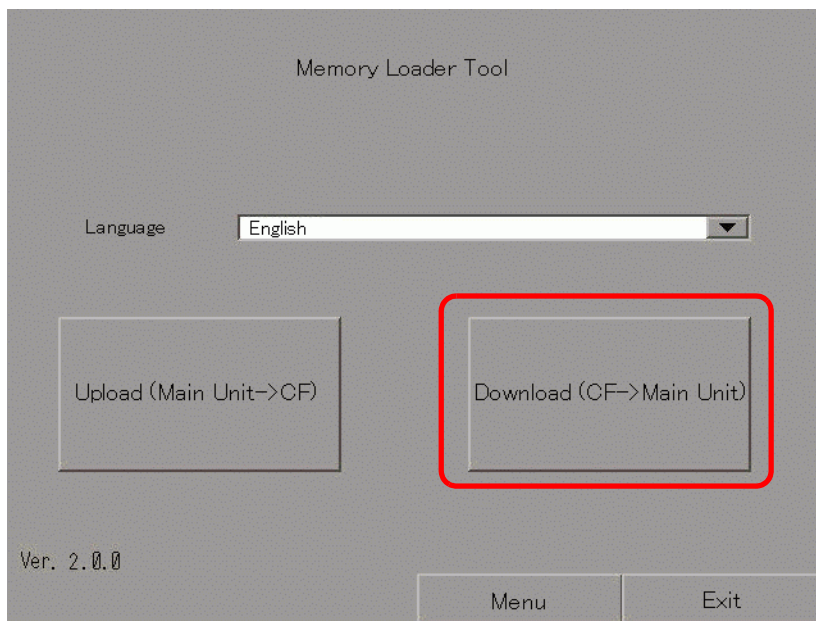 Memory Loader Tool
Language
English
Upload (Main Unit->CF)
Download (CF->Main Unit)
Ver. 2.0.0
Menu
Exit